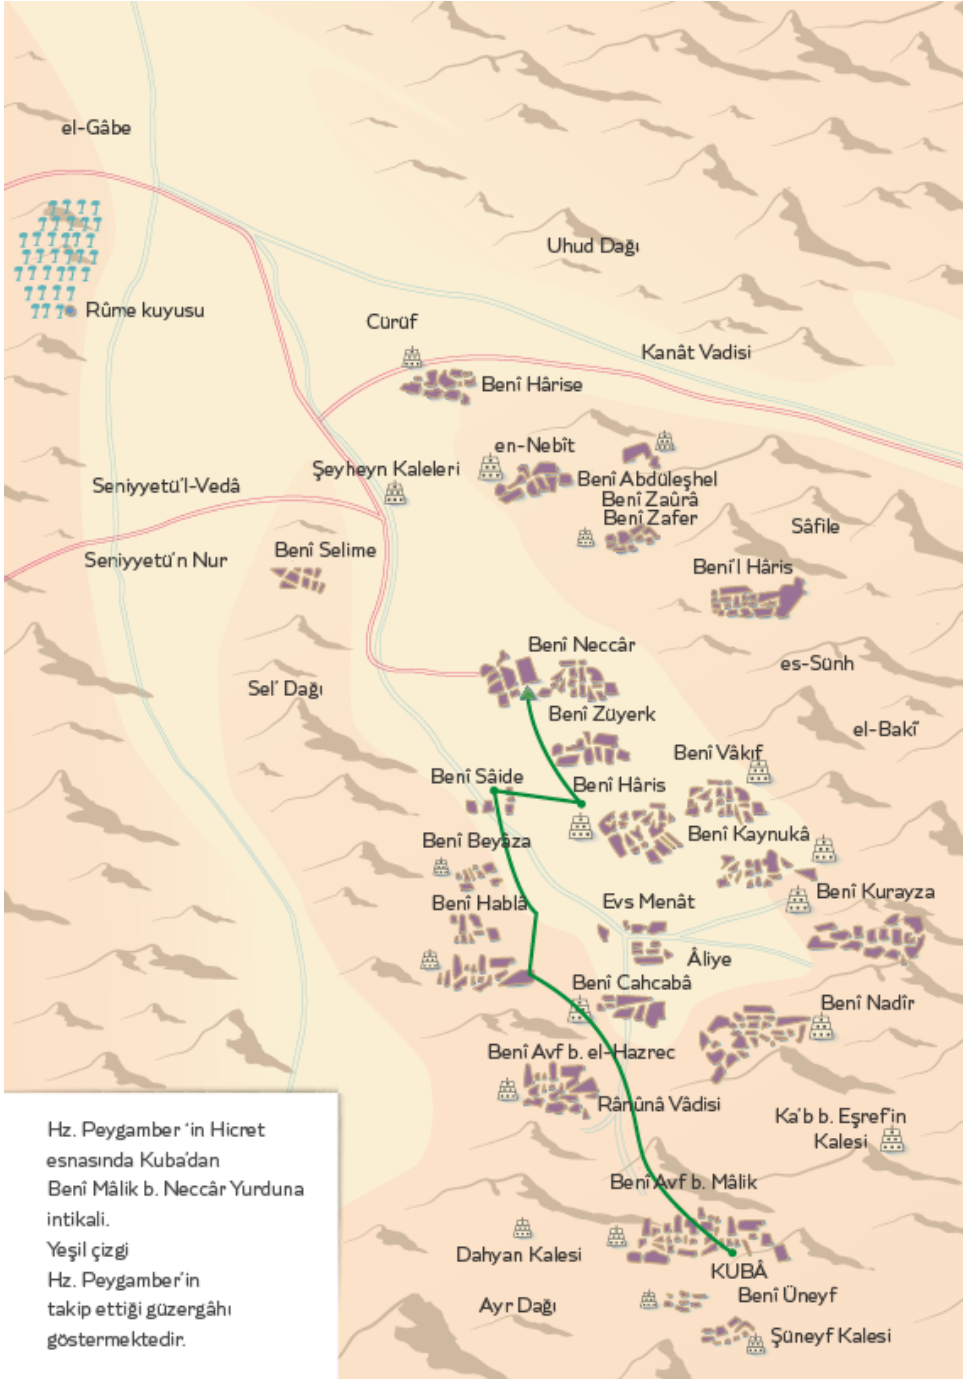 el-Gâbe
Uhud Dağı
Rûme kuyusu
Cürüf
Kanât Vadisi
Benî Hârise
en-Nebît
Şeyheyn Kaleleri
Benî Abdüleşhel
Seniyyetü'l-Vedâ
Benî Zaûrâ
Benî Zafer
Sâfile
Benî Selime
Seniyyetü'n Nur
Benî'l Hâris
Benî Neccâr
es-Sünh
Sel' Dağı
Benî Züyerk
el-Bakî
Benî Vâkıf
Benî Sâide
Benî Hâris
Benî Kaynukâ
Benî Beyâza
Benî Kurayza
Benî Hablâ
Evs Menât
Âliye
Benî Cahcabâ
Benî Nadîr
Benî Avf b. el-Hazrec
Rânûnâ Vâdisi
Ka'b b. Eşref'in
Kalesi
Benî Avf b. Mâlik
Dahyan Kalesi
KUBÂ
Benî Üneyf
Ayr Dağı
Şüneyf Kalesi
Hz. Peygamber 'in Hicret
esnasında Kuba'dan
Benî Mâlik b. Neccâr Yurduna
intikali.
Yeşil çizgi
Hz. Peygamber'in
takip ettiği güzergâhı
göstermektedir.